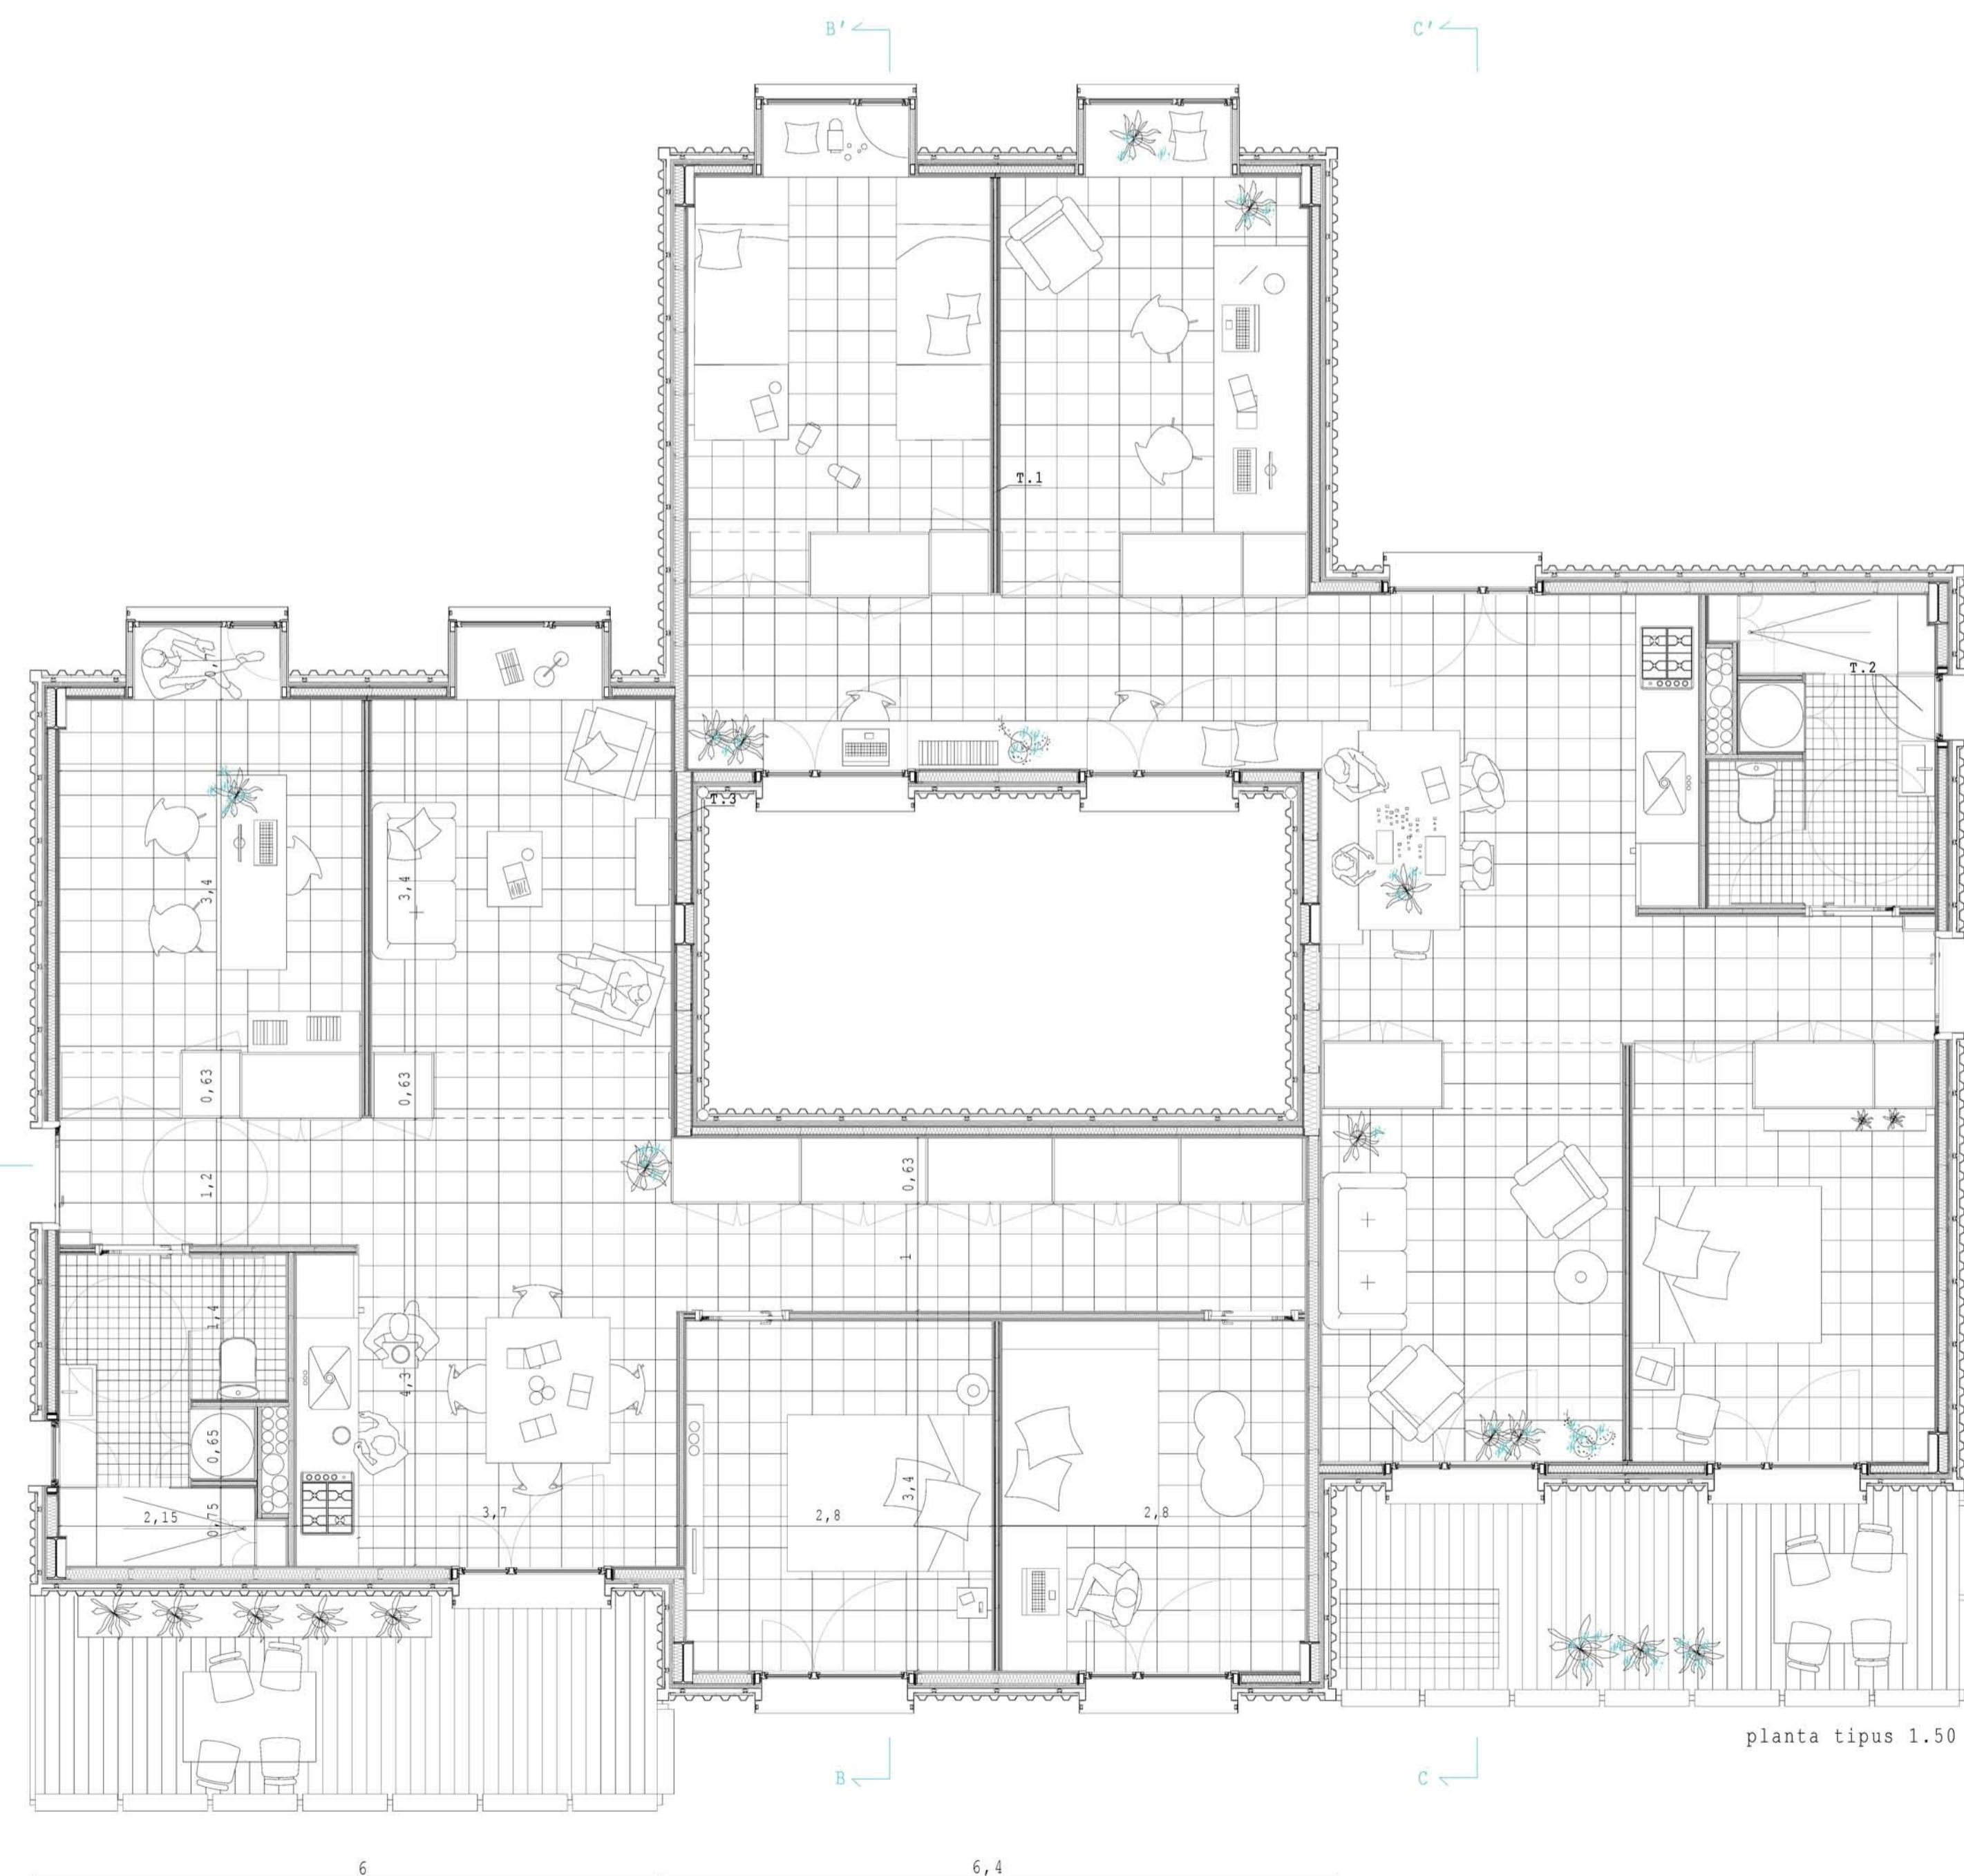 B' C'
T.1
T.2
T.3
3,4 3,4
0,63 0,63
1,2 0,63
1
1,4
4,3
0,65 3,4
2,15 0,75 3,7 2,8 2,8
planta tipus 1.50
B C
6 6,4